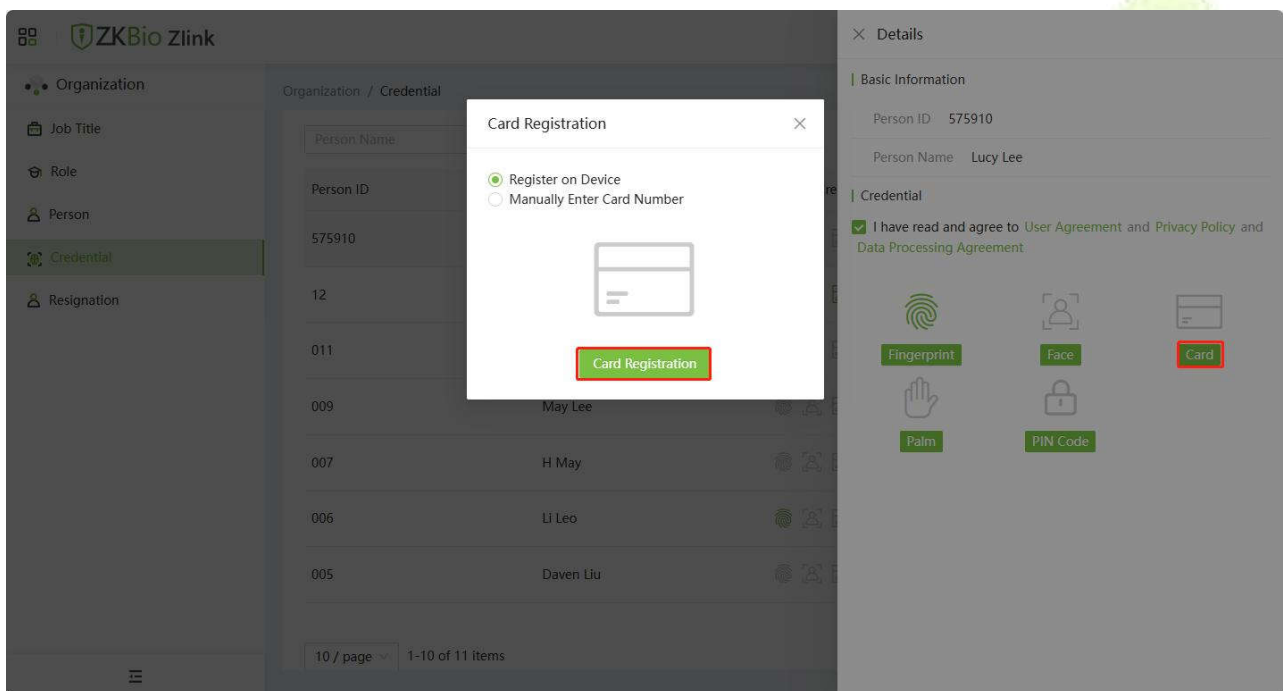 ZKBio Zlink
Organization
Job Title
Role
Person
Credential
Resignation
Organization / Credential
Person Name
Person ID
575910
12
011
009 May Lee
007 H May
006 Li Leo
005 Daven Liu
10 / page 1-10 of 11 items
Card Registration
Register on Device
Manually Enter Card Number
Card Registration
Details
Basic Information
Person ID 575910
Person Name Lucy Lee
Credential
I have read and agree to User Agreement and Privacy Policy and
Data Processing Agreement
Fingerprint Face Card
Palm PIN Code